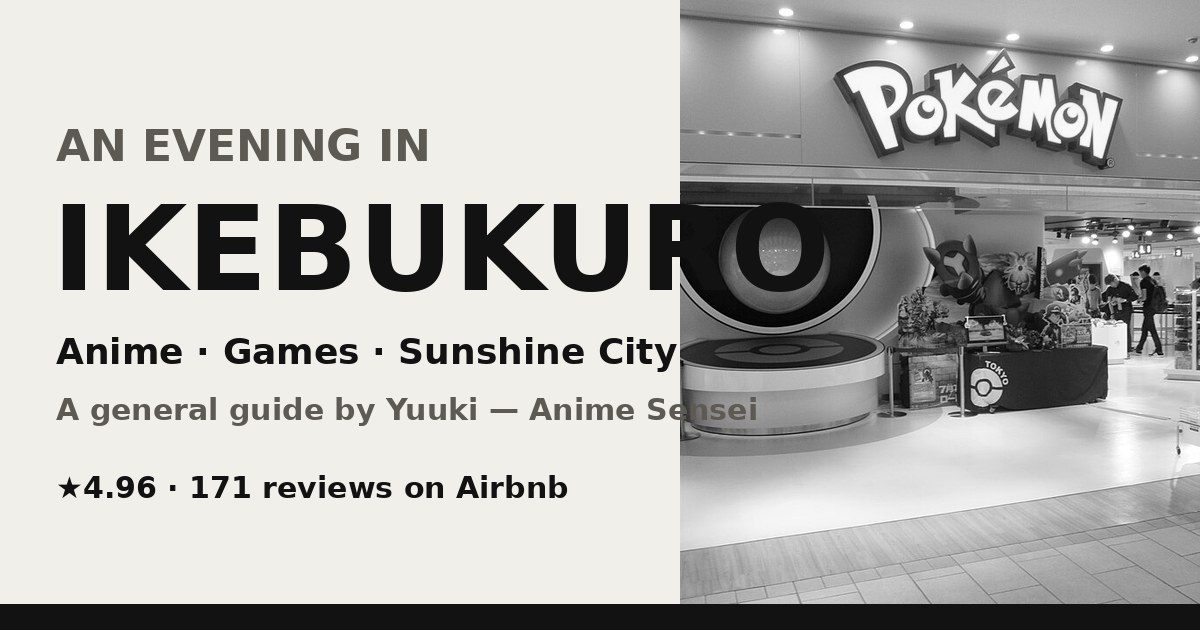 AN EVENING IN
IKEBUKURO
Anime · Games · Sunshine City
A general guide by Yuuki — Anime Sensei
★4.96 · 171 reviews on Airbnb
POKéMON
TOKYO